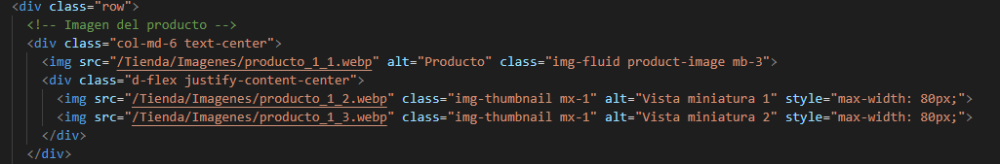 <div class="row">
<!-- Imagen del producto -->
<div class="col-md-6 text-center">
<img src="/Tienda/Imagenes/producto_1_1.webp" alt="Producto" class="img-fluid product-image mb-3">
<div class="d-flex justify-content-center">
<img src="/Tienda/Imagenes/producto_1_2.webp" class="img-thumbnail mx-1" alt="Vista miniatura 1" style="max-width: 80px;">
<img src="/Tienda/Imagenes/producto_1_3.webp" class="img-thumbnail mx-1" alt="Vista miniatura 2" style="max-width: 80px;">
</div>
</div>